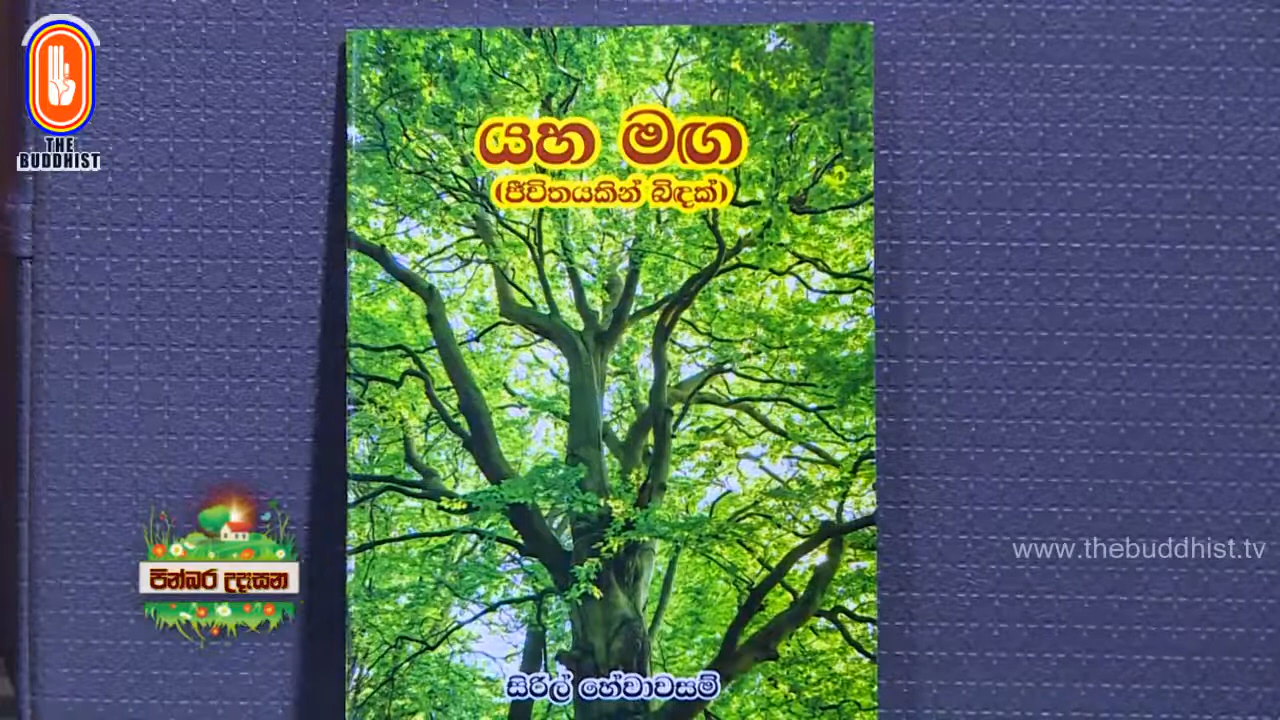 THE
BUDDHIST
යහ මඟ
(ජීවිතයකින් බිඳක්)
www.thebuddhist.tv
පින්බර උදෑසන
සිරිල් හේවාවසම්